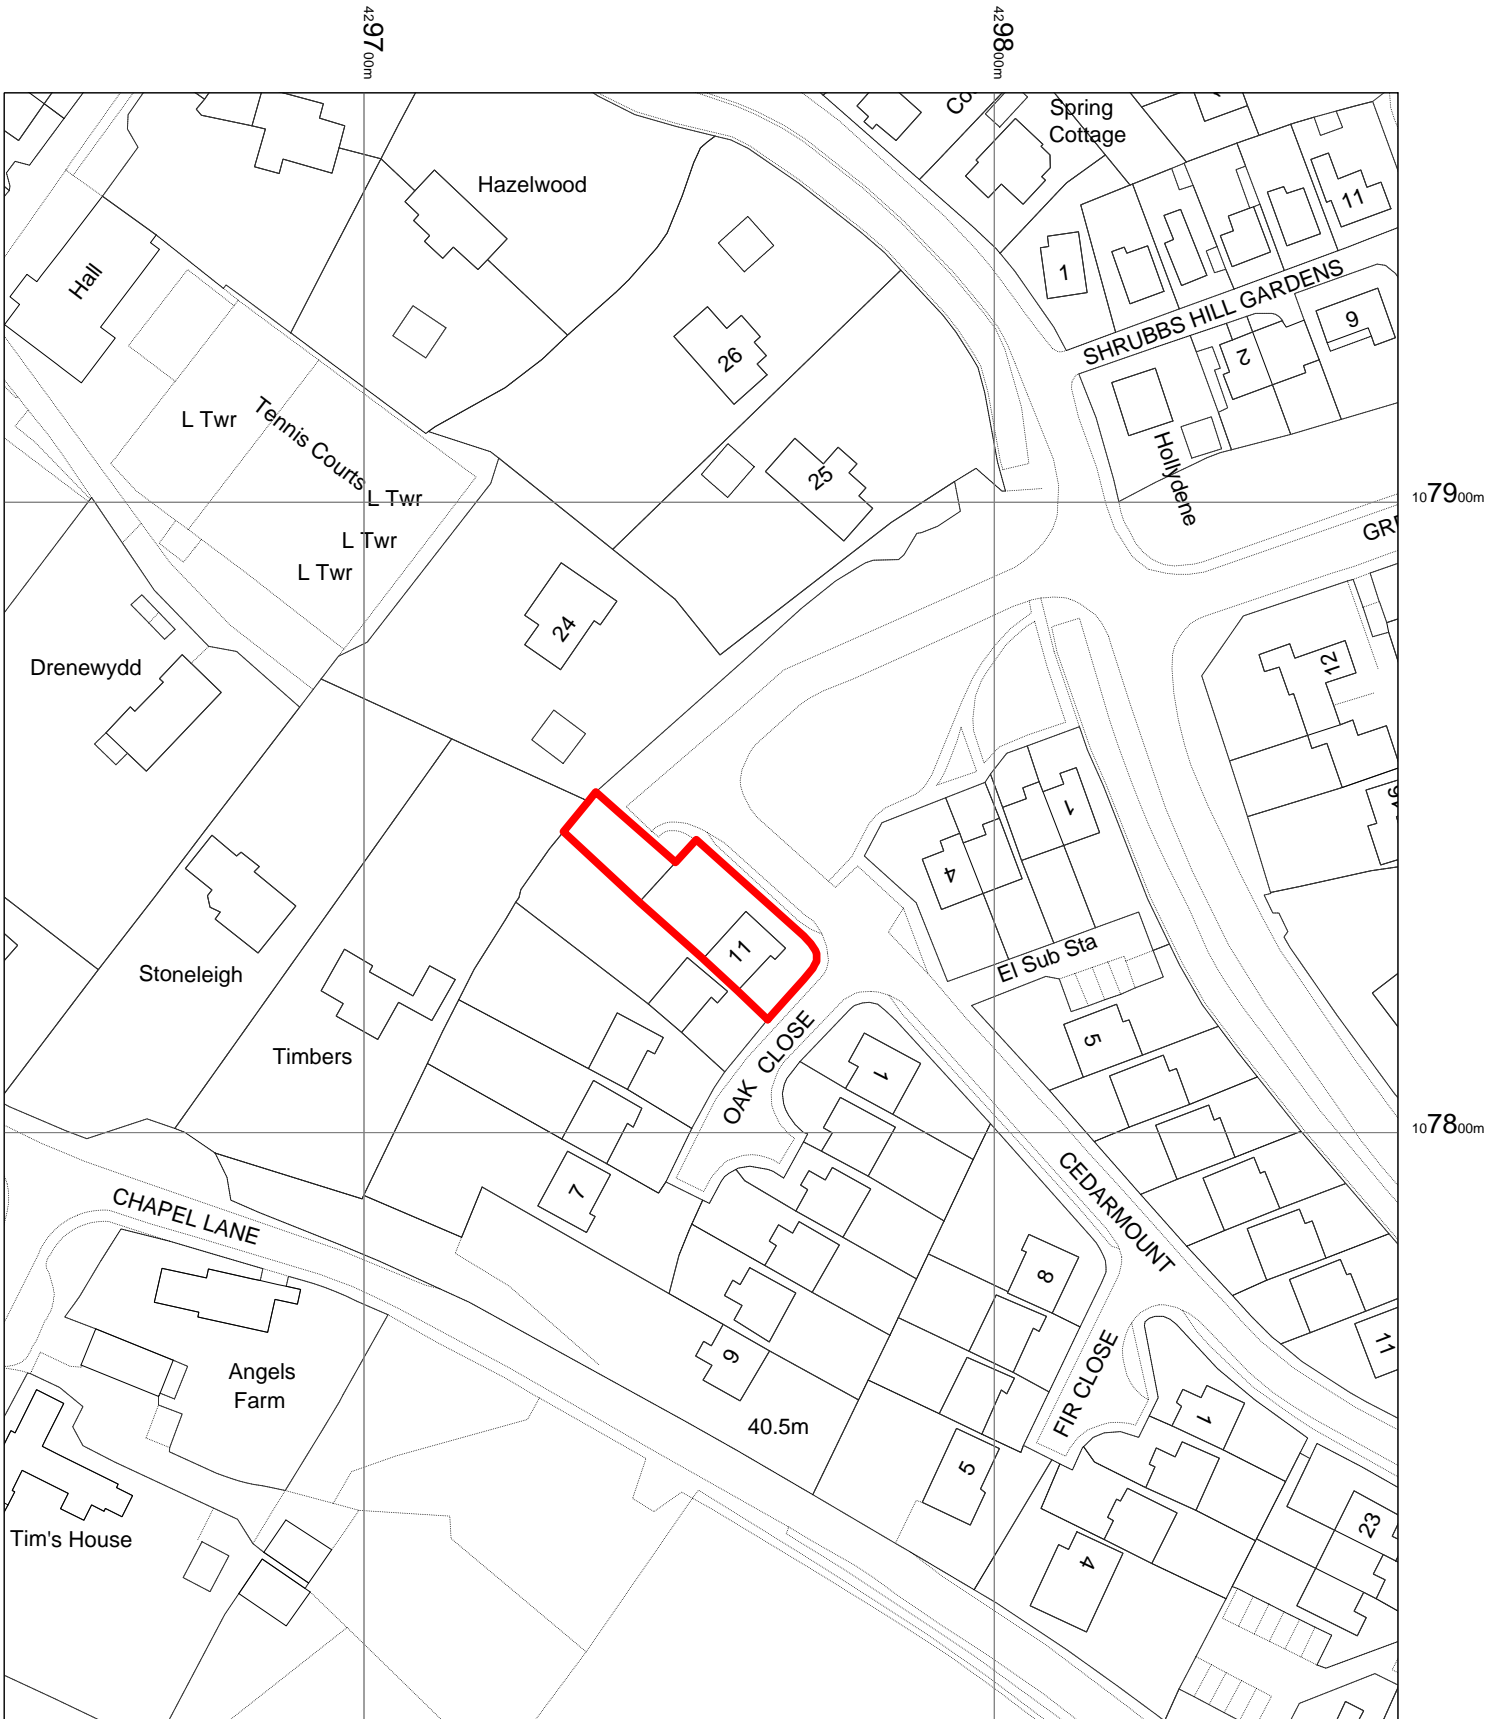 4297 00m
4298 00m
Spring
Cottage
Hazelwood
11
1
Hall
SHRUBBS HILL GARDENS
9
2
26
L Twr
Tennis Courts
Hollydene
25
L Twr
1079 00m
L Twr
L Twr
24
12
Drenewydd
1
4
11
El Sub Sta
Stoneleigh
5
Timbers
OAK CLOSE
1
1078 00m
7
CEDARMOUNT
CHAPEL LANE
8
11
9
FIR CLOSE
Angels
Farm
1
40.5m
5
23
Tim's House
4